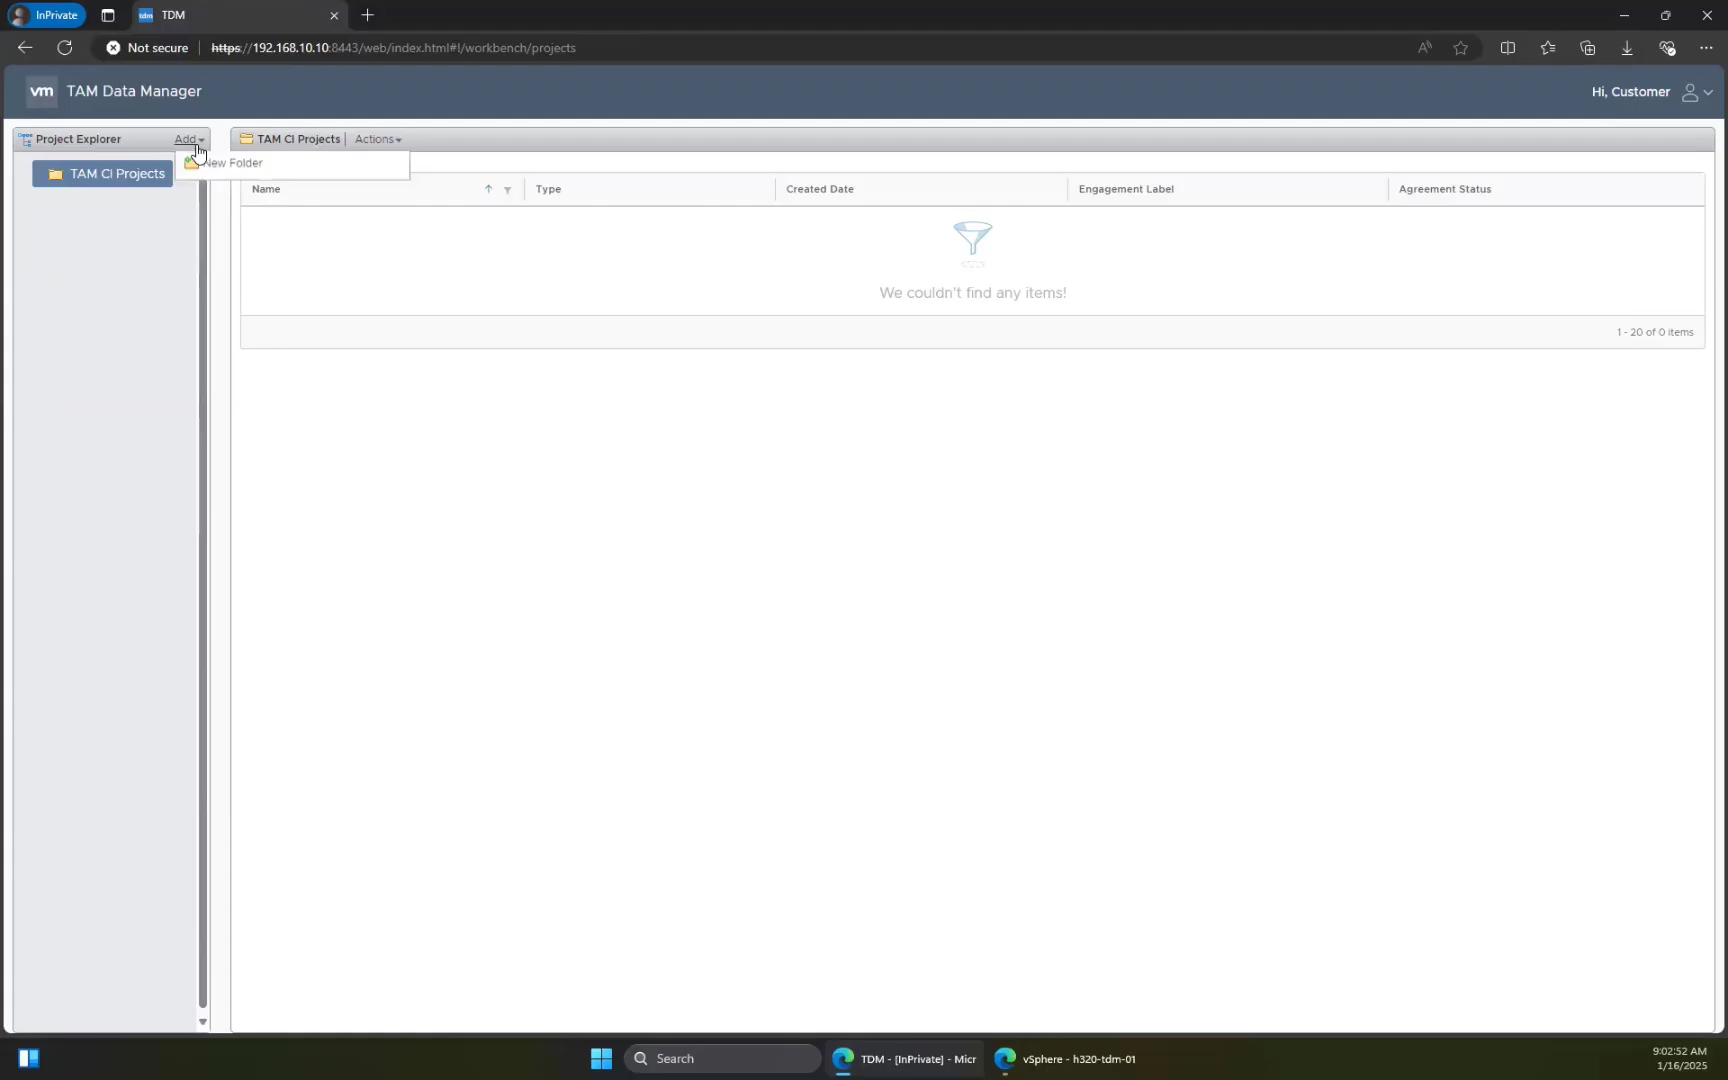 InPrivate
tdm TDM
Not secure https://192.168.10.10:8443/web/index.html#!/workbench/projects
vm TAM Data Manager
Hi, Customer
Project Explorer Add
TAM CI Projects Actions
New Folder
TAM CI Projects
Name Type Created Date Engagement Label Agreement Status
We couldn't find any items!
1 - 20 of 0 items
Search
TDM - [InPrivate] - Micr
vSphere - h320-tdm-01
9:02:52 AM
1/16/2025